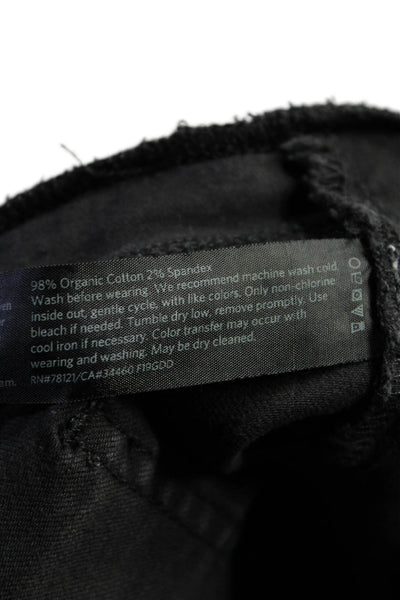 98% Organic Cotton 2% Spandex
Wash before wearing. We recommend machine wash cold,
inside out, gentle cycle, with like colors. Only non-chlorine
bleach if needed. Tumble dry low, remove promptly. Use
cool iron if necessary. Color transfer may occur with
wearing and washing. May be dry cleaned.
RN#78121/CA#34460 F19GDD